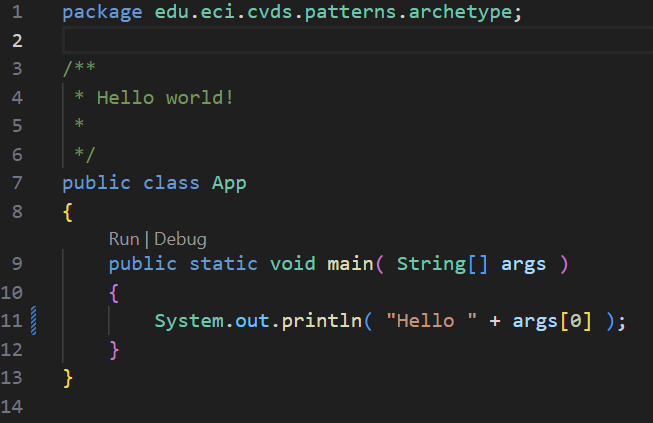 1 package edu.eci.cvds.patterns.archetype;
2
3 /**
4  * Hello world!
5  *
6  */
7 public class App
8 {
Run | Debug
9     public static void main( String[] args )
10     {
11         System.out.println( "Hello " + args[0] );
12     }
13 }
14